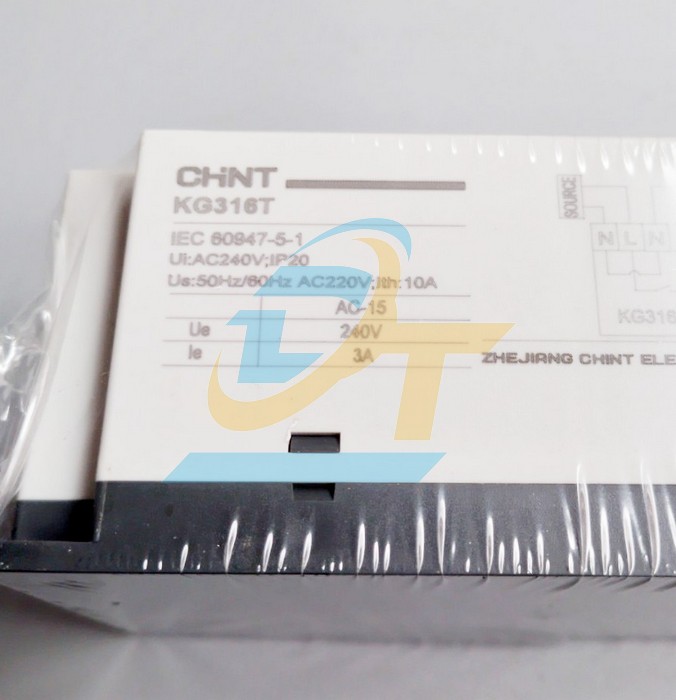 CHiNT
KG316T
IEC 60947-5-1
Ui:AC240V;IP20
Us:50Hz/60Hz AC220V;Ith:10A
AC-15
Ue 240V
Ie 3A
SOURCE
N L N
KG316
ZHEJIANG CHINT ELE